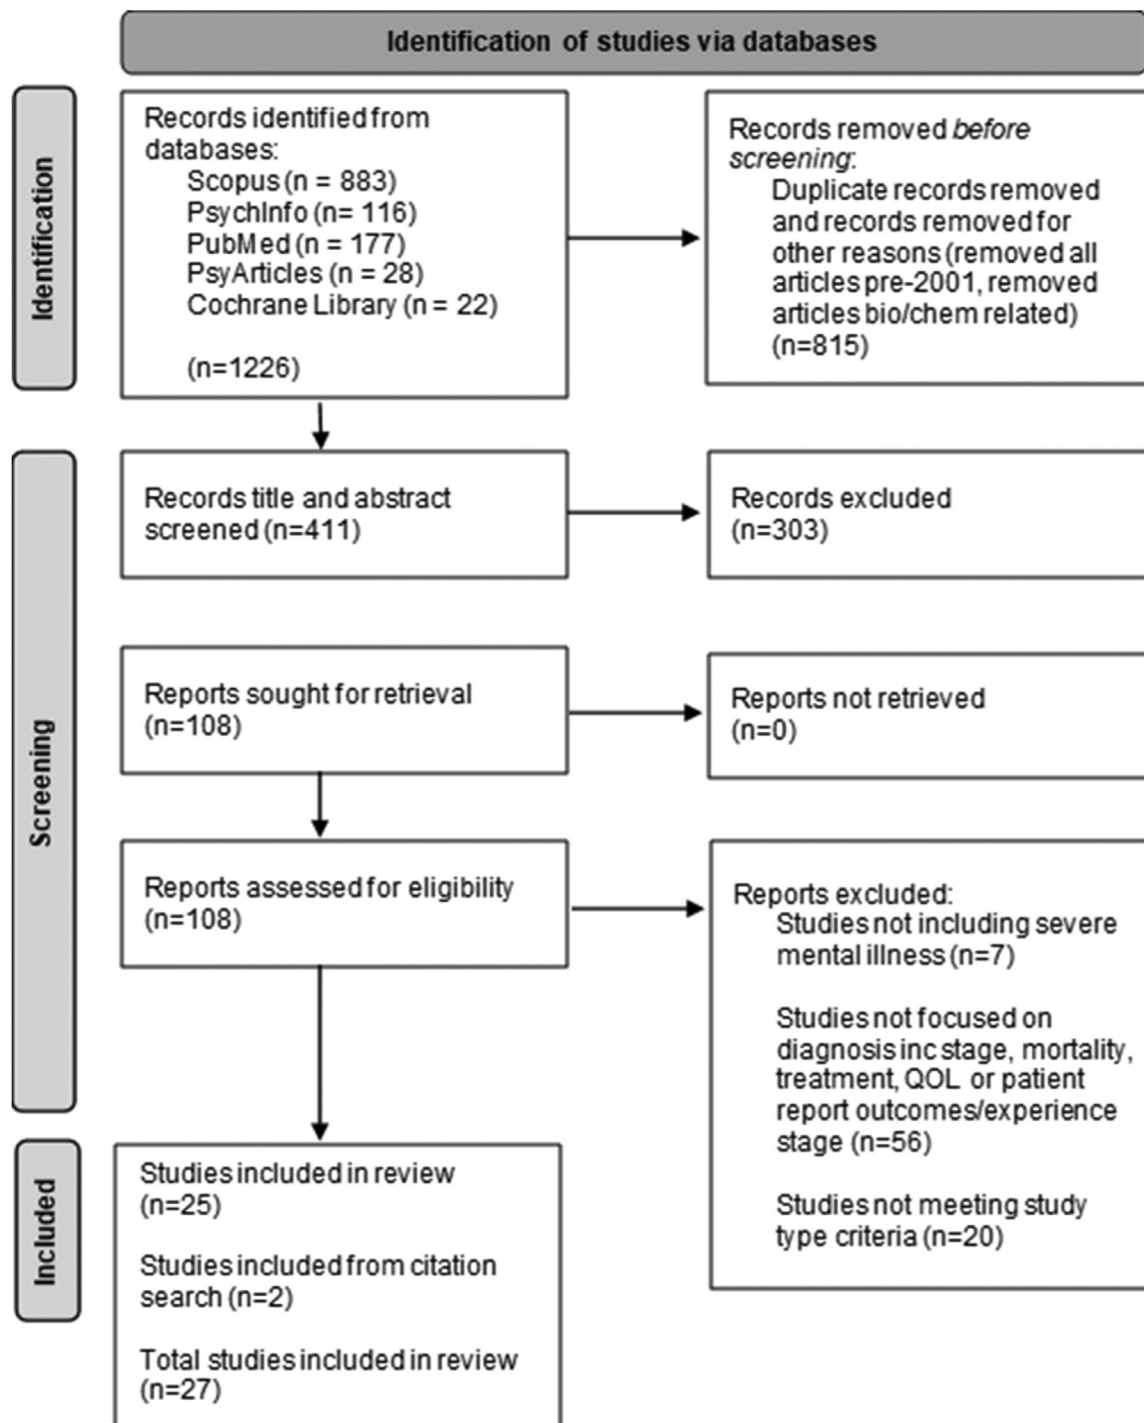 Identification of studies via databases
Identification
Records identified from
databases:
Scopus (n = 883)
PsychInfo (n= 116)
PubMed (n = 177)
PsyArticles (n = 28)
Cochrane Library (n = 22)
(n=1226)
Records removed before
screening:
Duplicate records removed
and records removed for
other reasons (removed all
articles pre-2001, removed
articles bio/chem related)
(n=815)
Screening
Records title and abstract
screened (n=411)
Records excluded
(n=303)
Reports sought for retrieval
(n=108)
Reports not retrieved
(n=0)
Reports assessed for eligibility
(n=108)
Reports excluded:
Studies not including severe
mental illness (n=7)
Studies not focused on
diagnosis inc stage, mortality,
treatment, QOL or patient
report outcomes/experience
stage (n=56)
Studies not meeting study
type criteria (n=20)
Included
Studies included in review
(n=25)
Studies included from citation
search (n=2)
Total studies included in review
(n=27)